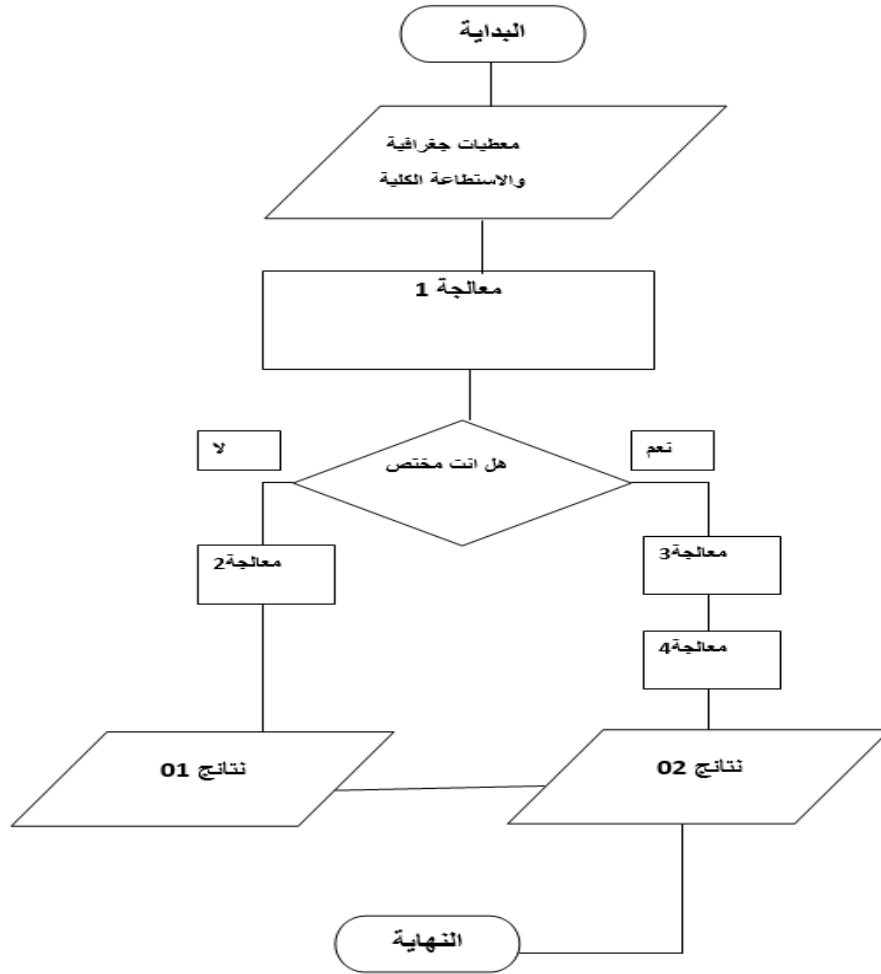 البداية
معطيات جغرافية
والاستطاعة الكلية
معالجة 1
لا
نعم
هل انت مختص
معالجة2
معالجة3
معالجة4
نتائج 01
نتائج 02
النهاية